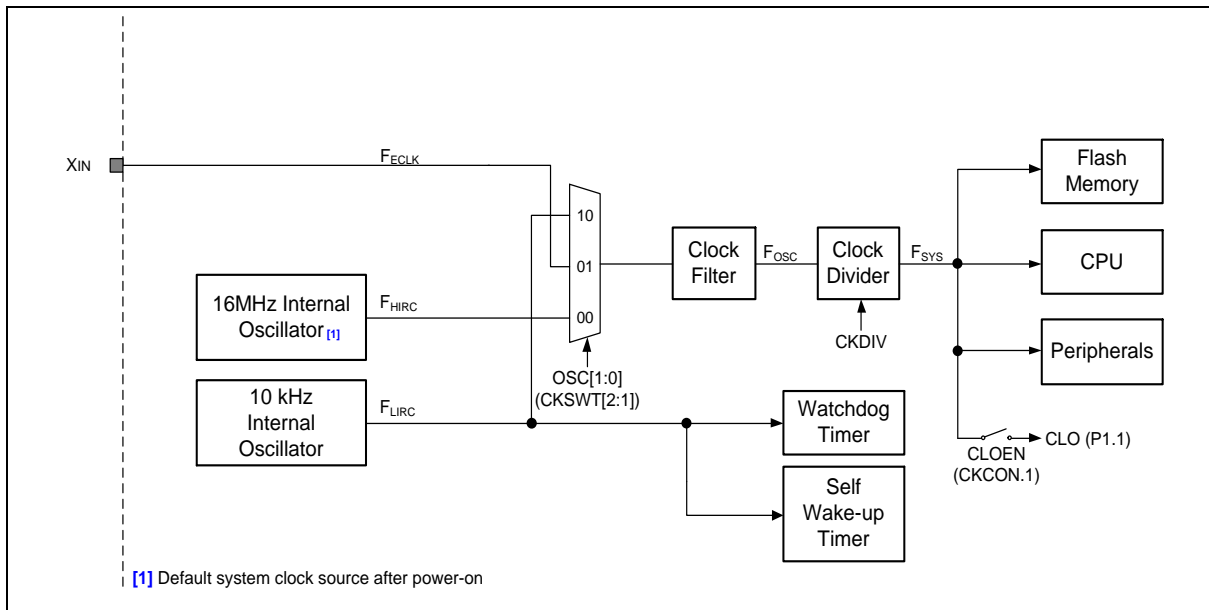 XIN
FECLK
10
01
00
16MHz Internal
Oscillator [1]
FHIRC
10 kHz
Internal
Oscillator
FLIRC
OSC[1:0]
(CKSWT[2:1])
Clock
Filter
FOSC
Clock
Divider
FSYS
CKDIV
Flash
Memory
CPU
Peripherals
CLOEN
(CKCON.1)
CLO (P1.1)
Watchdog
Timer
Self
Wake-up
Timer
[1] Default system clock source after power-on